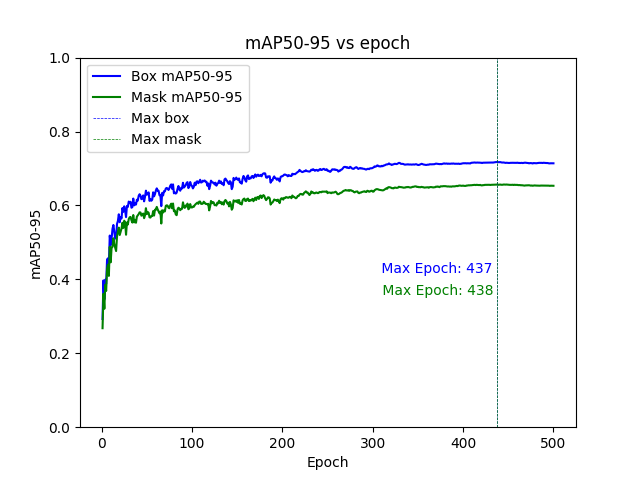 mAP50-95 vs epoch
1.0
0.8
0.6
0.4
0.2
0.0
mAP50-95
Box mAP50-95
Mask mAP50-95
Max box
Max mask
Max Epoch: 437
Max Epoch: 438
0 100 200 300 400 500
Epoch